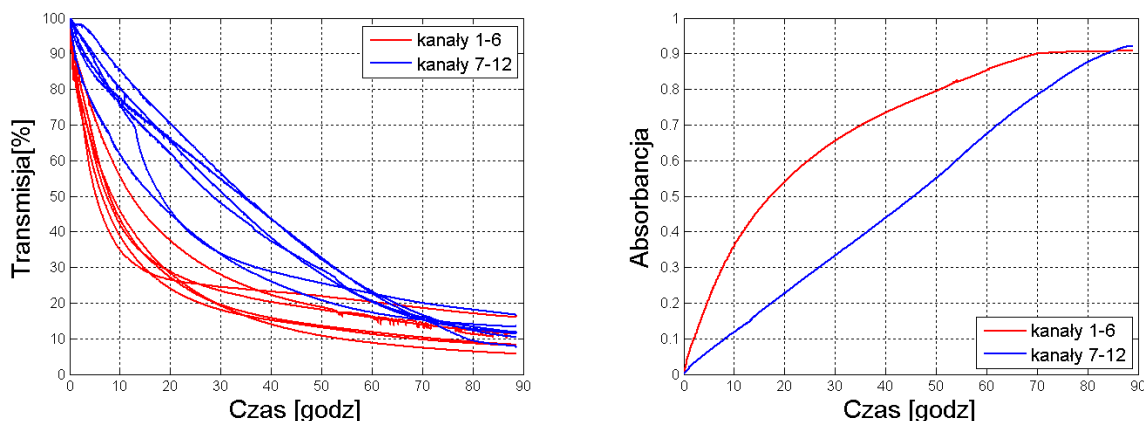 100
90
80
70
60
50
40
30
20
10
0
Transmisja[%]
kanały 1-6
kanały 7-12
0 10 20 30 40 50 60 70 80 90
Czas [godz]
1
0.9
0.8
0.7
0.6
0.5
0.4
0.3
0.2
0.1
0
Absorbancja
kanały 1-6
kanały 7-12
0 10 20 30 40 50 60 70 80 90
Czas [godz]